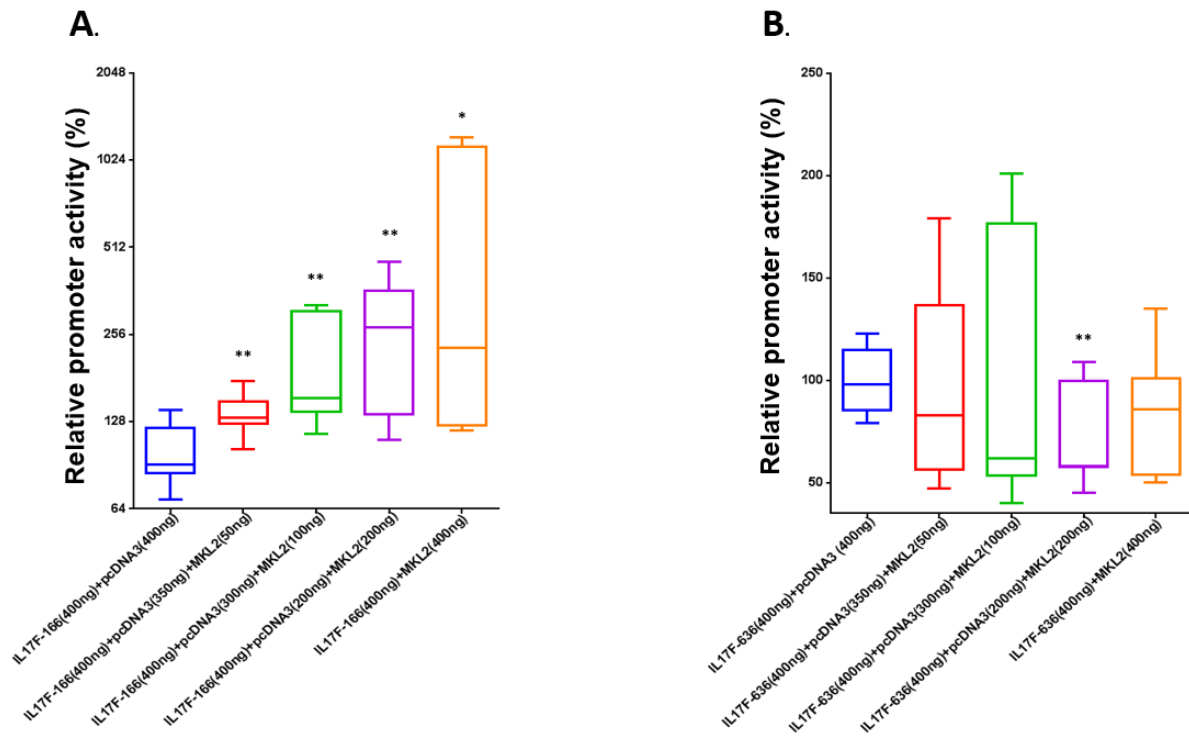 A.
Relative promoter activity (%)
2048
1024
512
256
128
64
**
**
**
*
IL17F-166(400ng)+pcDNA3(400ng)
IL17F-166(400ng)+pcDNA3(350ng)+MKL2(50ng)
IL17F-166(400ng)+pcDNA3(300ng)+MKL2(100ng)
IL17F-166(400ng)+pcDNA3(200ng)+MKL2(200ng)
IL17F-166(400ng)+MKL2(400ng)
B.
Relative promoter activity (%)
250
200
150
100
50
**
IL17F-636(400ng)+pcDNA3 (400ng)
IL17F-636(400ng)+pcDNA3(350ng)+MKL2(50ng)
IL17F-636(400ng)+pcDNA3(300ng)+MKL2(100ng)
IL17F-636(400ng)+pcDNA3(200ng)+MKL2(200ng)
IL17F-636(400ng)+MKL2(400ng)